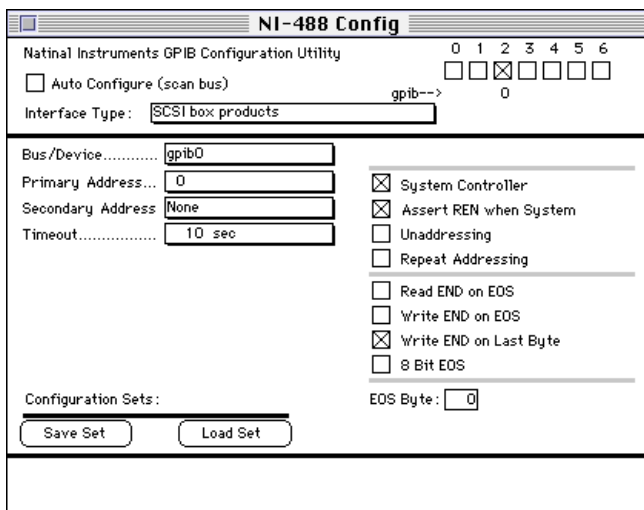 NI-488 Config
Natinal Instruments GPIB Configuration Utility
0 1 2 3 4 5 6
Auto Configure (scan bus)
gpib--> 0
Interface Type: SCSI box products
Bus/Device........... gpib0
Primary Address... 0
Secondary Address None
Timeout................ 10 sec
System Controller
Assert REN when System
Unaddressing
Repeat Addressing
Read END on EOS
Write END on EOS
Write END on Last Byte
8 Bit EOS
Configuration Sets:
EOS Byte: 0
Save Set Load Set